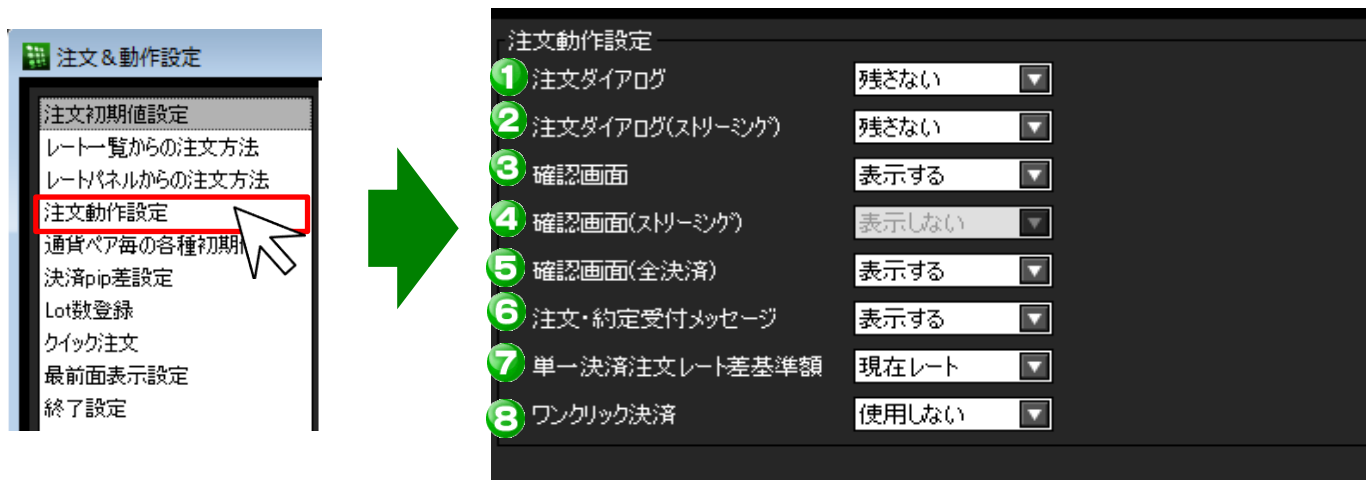 注文&動作設定
注文初期値設定
レート一覧からの注文方法
レートパネルからの注文方法
注文動作設定
通貨ペア毎の各種初期
決済pip差設定
Lot数登録
クイック注文
最前面表示設定
終了設定
注文動作設定
1 注文ダイアログ 残さない
2 注文ダイアログ(ストリーミング) 残さない
3 確認画面 表示する
4 確認画面(ストリーミング) 表示しない
5 確認画面(全決済) 表示する
6 注文・約定受付メッセージ 表示する
7 単一決済注文レート差基準額 現在レート
8 ワンクリック決済 使用しない